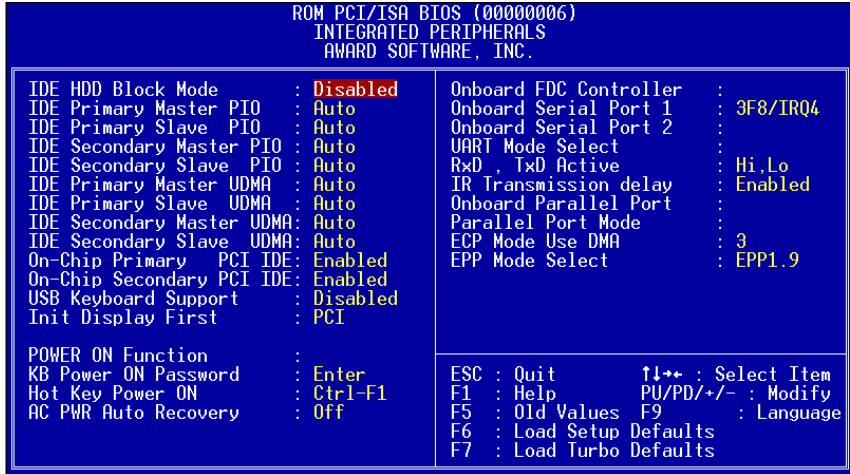 ROM PCI/ISA BIOS (00000006)
INTEGRATED PERIPHERALS
AWARD SOFTWARE, INC.
IDE HDD Block Mode : Disabled
IDE Primary Master PIO : Auto
IDE Primary Slave PIO : Auto
IDE Secondary Master PIO : Auto
IDE Secondary Slave PIO : Auto
IDE Primary Master UDMA : Auto
IDE Primary Slave UDMA : Auto
IDE Secondary Master UDMA: Auto
IDE Secondary Slave UDMA: Auto
On-Chip Primary PCI IDE: Enabled
On-Chip Secondary PCI IDE: Enabled
USB Keyboard Support : Disabled
Init Display First : PCI
POWER ON Function :
KB Power ON Password : Enter
Hot Key Power ON : Ctrl-F1
AC PWR Auto Recovery : Off
Onboard FDC Controller :
Onboard Serial Port 1 : 3F8/IRQ4
Onboard Serial Port 2 :
UART Mode Select :
RxD , TxD Active : Hi,Lo
IR Transmission delay : Enabled
Onboard Parallel Port :
Parallel Port Mode :
ECP Mode Use DMA : 3
EPP Mode Select : EPP1.9
ESC : Quit ↑↓→← : Select Item
F1 : Help PU/PD/+/- : Modify
F5 : Old Values F9 : Language
F6 : Load Setup Defaults
F7 : Load Turbo Defaults